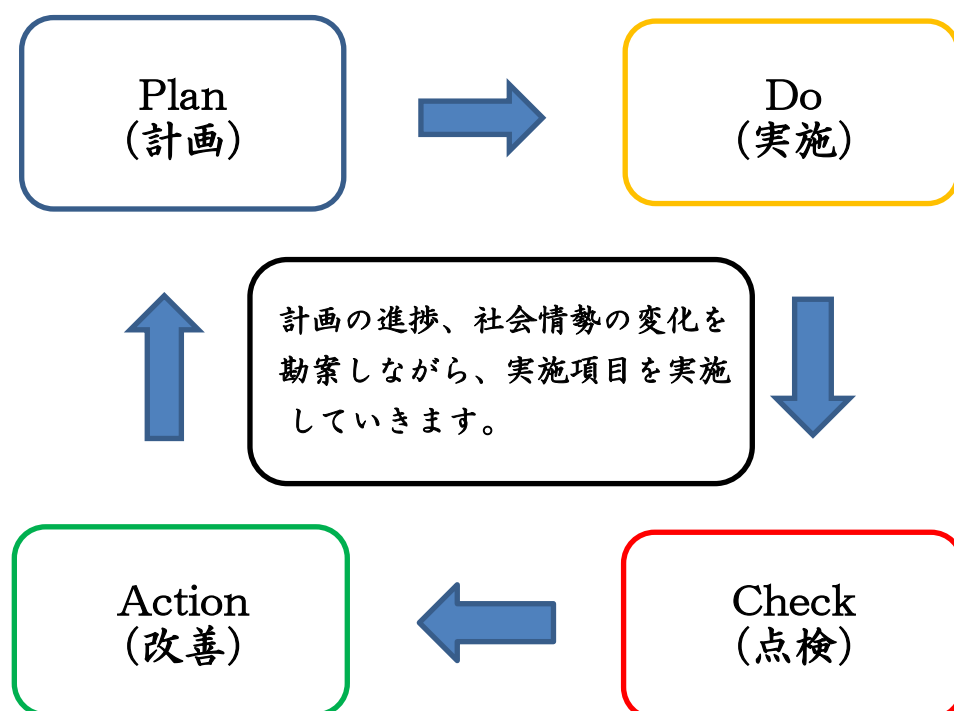 Plan
(計画)
Do
(実施)
計画の進捗、社会情勢の変化を
勘案しながら、実施項目を実施
していきます。
Action
(改善)
Check
(点検)